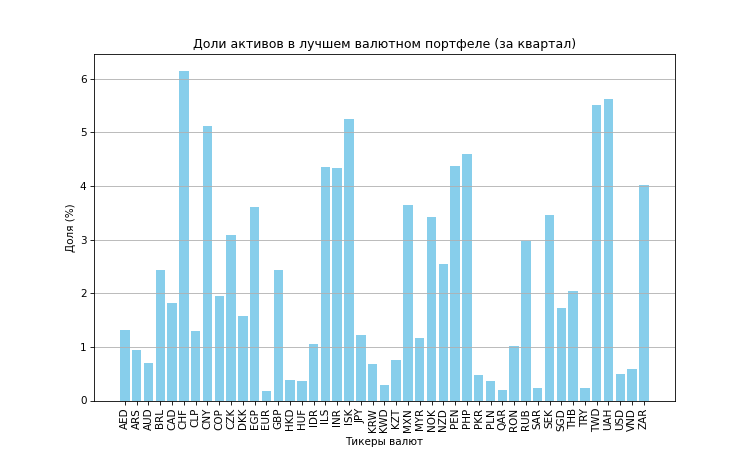 Доли активов в лучшем валютном портфеле (за квартал)
6
5
4
3
2
1
0
Доля (%)
AED
ARS
AUD
BRL
CAD
CHF
CLP
CNY
COP
CZK
DKK
EGP
EUR
GBP
HKD
HUF
IDR
ILS
INR
ISK
JPY
KRW
KWD
KZT
MXN
MYR
NOK
NZD
PEN
PHP
PKR
PLN
QAR
RON
RUB
SAR
SEK
SGD
THB
TRY
TWD
UAH
USD
VND
ZAR
Тикеры валют